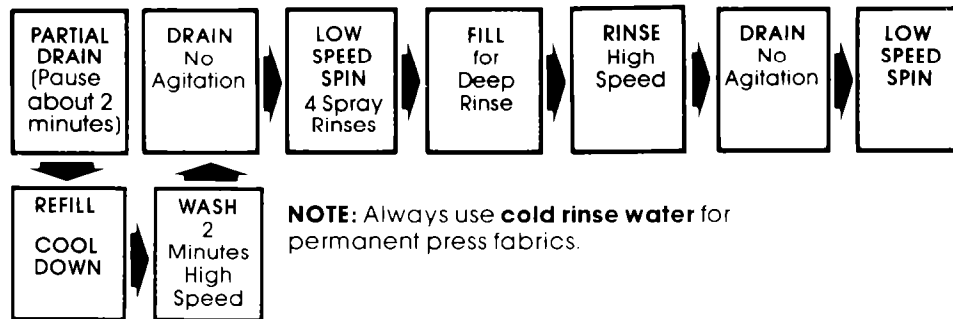 PARTIAL
DRAIN
(Pause
about 2
minutes)
REFILL
COOL
DOWN
WASH
2
Minutes
High
Speed
DRAIN
No
Agitation
LOW
SPEED
SPIN
4 Spray
Rinses
FILL
for
Deep
Rinse
RINSE
High
Speed
DRAIN
No
Agitation
LOW
SPEED
SPIN
NOTE: Always use cold rinse water for
permanent press fabrics.